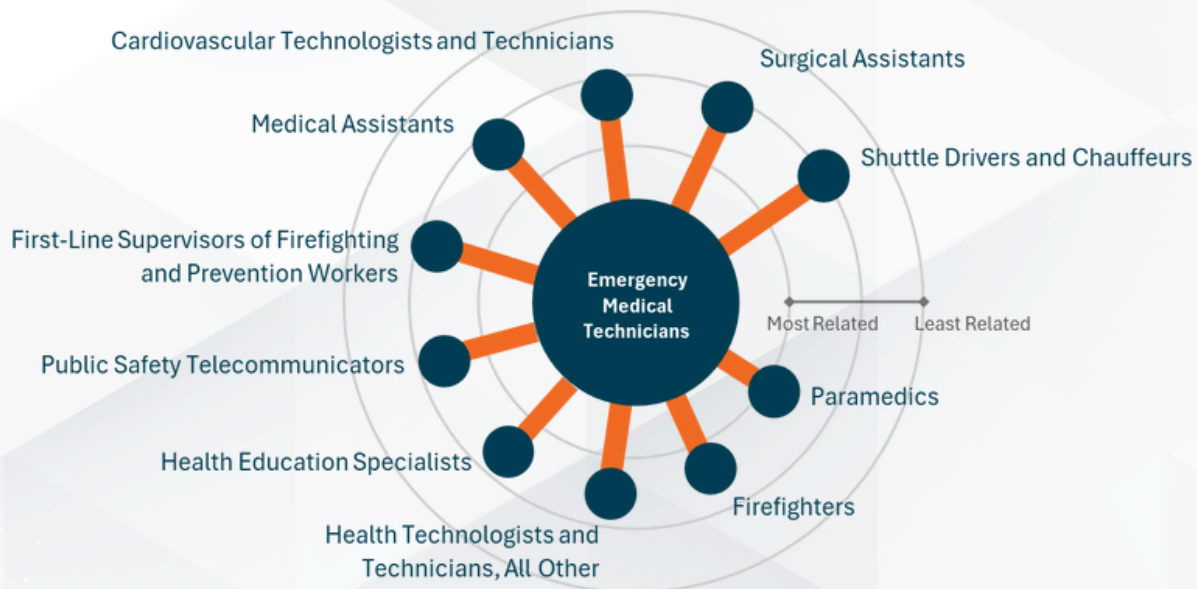 Cardiovascular Technologists and Technicians
Surgical Assistants
Medical Assistants
Shuttle Drivers and Chauffeurs
First-Line Supervisors of Firefighting
and Prevention Workers
Emergency
Medical
Technicians
Most Related
Least Related
Public Safety Telecommunicators
Paramedics
Health Education Specialists
Firefighters
Health Technologists and
Technicians, All Other